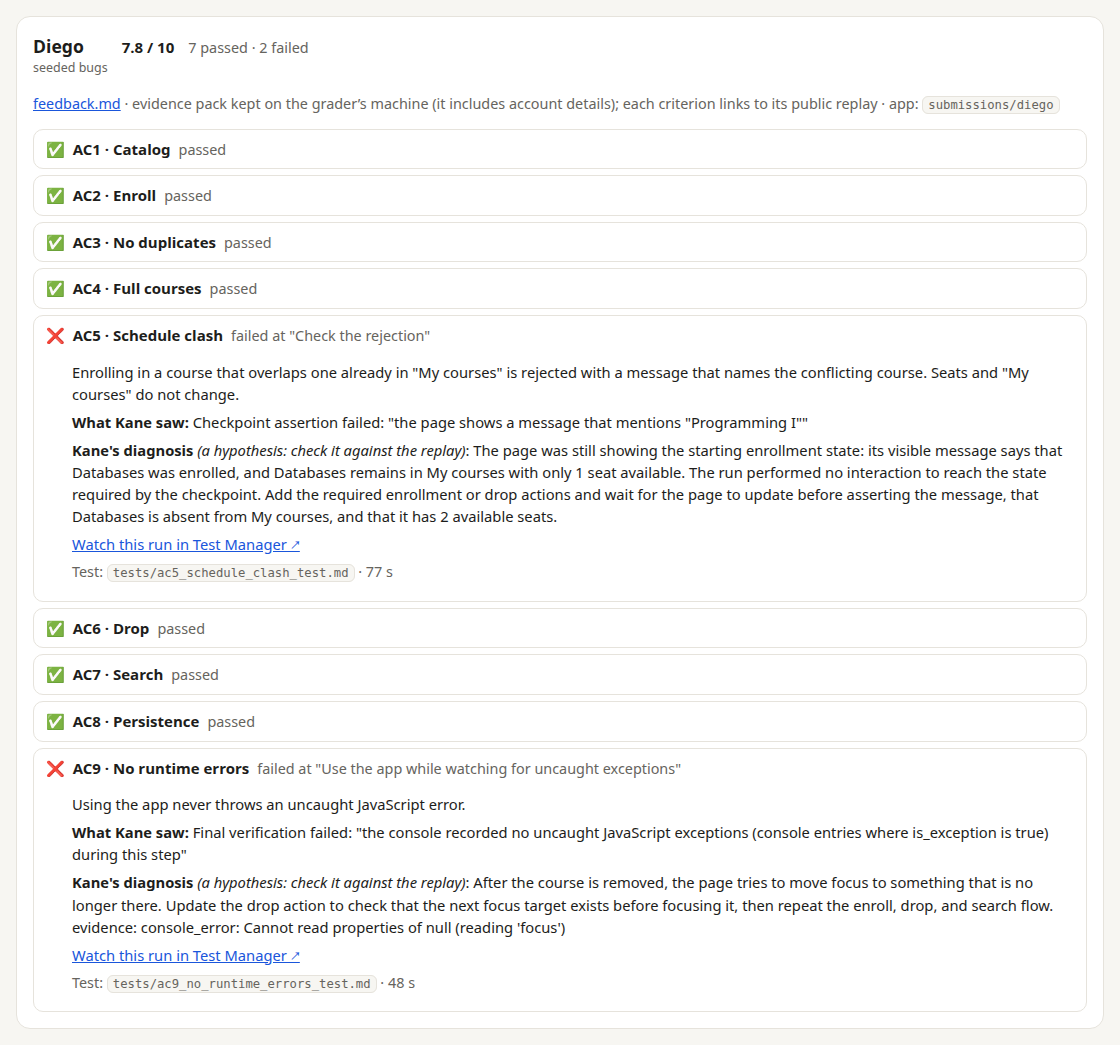 Diego 7.8 / 10 7 passed · 2 failed
seeded bugs
feedback.md · evidence pack kept on the grader's machine (it includes account details); each criterion links to its public replay · app: submissions/diego
✅ AC1 · Catalog passed
✅ AC2 · Enroll passed
✅ AC3 · No duplicates passed
✅ AC4 · Full courses passed
❌ AC5 · Schedule clash failed at "Check the rejection"
Enrolling in a course that overlaps one already in "My courses" is rejected with a message that names the conflicting course. Seats and "My
courses" do not change.
What Kane saw: Checkpoint assertion failed: "the page shows a message that mentions "Programming I""
Kane's diagnosis (a hypothesis: check it against the replay): The page was still showing the starting enrollment state: its visible message says that
Databases was enrolled, and Databases remains in My courses with only 1 seat available. The run performed no interaction to reach the state
required by the checkpoint. Add the required enrollment or drop actions and wait for the page to update before asserting the message, that
Databases is absent from My courses, and that it has 2 available seats.
Watch this run in Test Manager ↗
Test: tests/ac5_schedule_clash_test.md · 77 s
✅ AC6 · Drop passed
✅ AC7 · Search passed
✅ AC8 · Persistence passed
❌ AC9 · No runtime errors failed at "Use the app while watching for uncaught exceptions"
Using the app never throws an uncaught JavaScript error.
What Kane saw: Final verification failed: "the console recorded no uncaught JavaScript exceptions (console entries where is_exception is true)
during this step"
Kane's diagnosis (a hypothesis: check it against the replay): After the course is removed, the page tries to move focus to something that is no
longer there. Update the drop action to check that the next focus target exists before focusing it, then repeat the enroll, drop, and search flow.
evidence: console_error: Cannot read properties of null (reading 'focus')
Watch this run in Test Manager ↗
Test: tests/ac9_no_runtime_errors_test.md · 48 s